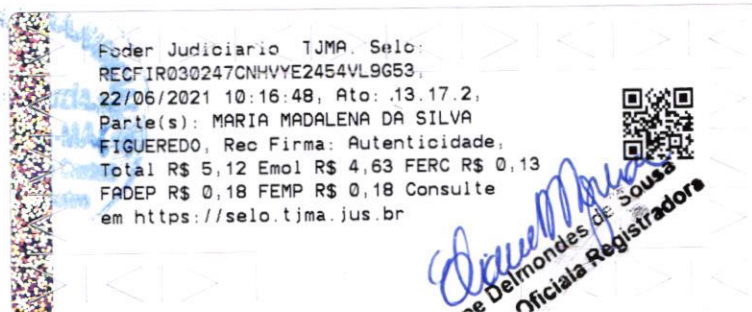 Poder Judiciario TJMA. Selo:
RECFIR030247CNHVYE2454VL9G53,
22/06/2021 10:16:48, Ato: .13.17.2,
Parte(s): MARIA MADALENA DA SILVA
FIGUEREDO, Rec Firma: Autenticidade,
Total R$ 5,12 Emol R$ 4,63 FERC R$ 0,13
FADEP R$ 0,18 FEMP R$ 0,18 Consulte
em https://selo.tjma.jus.br
Delmondes de Sousa
Oficiala Registradora